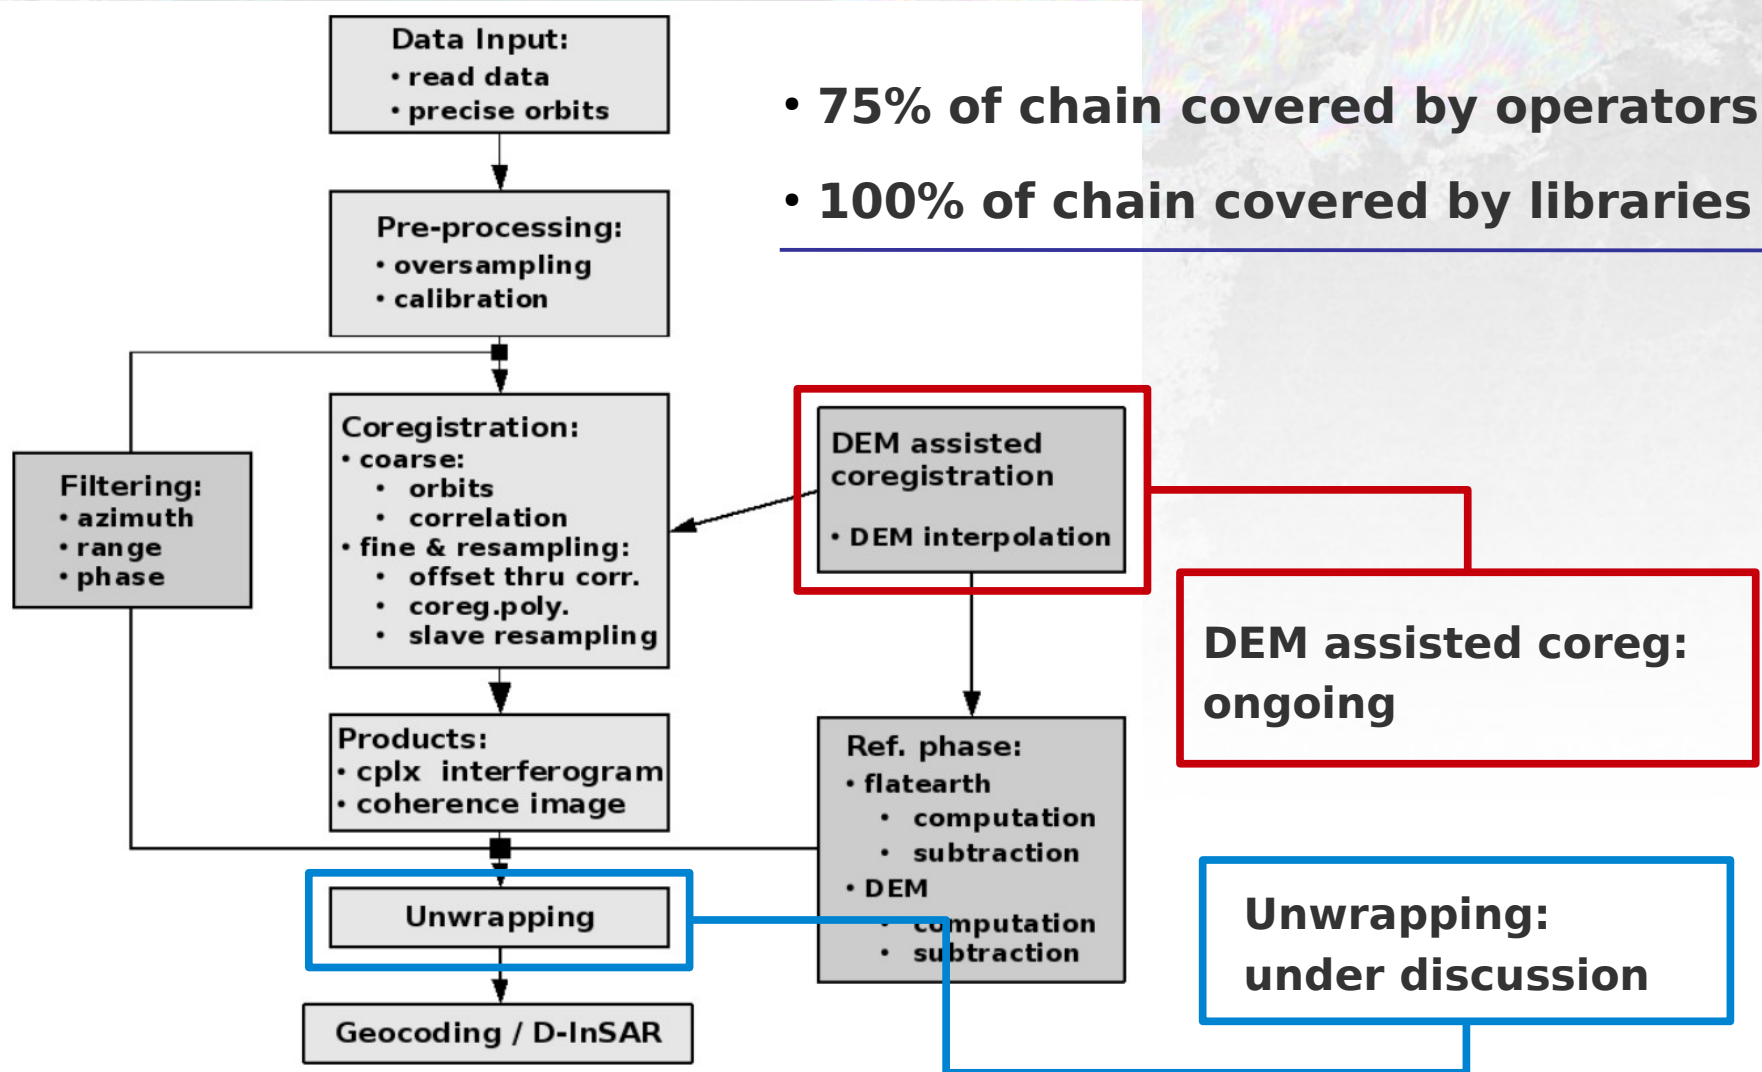 Data Input:
• read data
• precise orbits
• 75% of chain covered by operators
• 100% of chain covered by libraries
Pre-processing:
• oversampling
• calibration
Filtering:
• azimuth
• range
• phase
Coregistration:
• coarse:
• orbits
• correlation
• fine & resampling:
• offset thru corr.
• coreg.poly.
• slave resampling
DEM assisted
coregistration
• DEM interpolation
DEM assisted coreg:
ongoing
Products:
• cplx interferogram
• coherence image
Ref. phase:
• flatearth
• computation
• subtraction
• DEM
• computation
• subtraction
Unwrapping
Unwrapping:
under discussion
Geocoding / D-InSAR